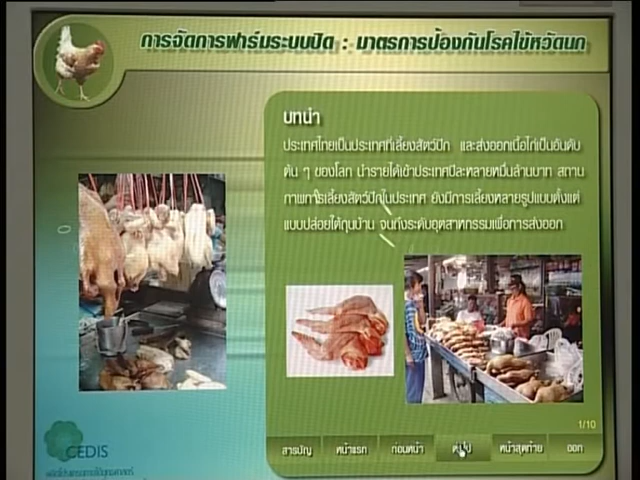 การจัดการฟาร์มระบบปิด : มาตรการป้องกันโรคไข้หวัดนก
บทนำ
ประเทศไทยเป็นประเทศที่เลี้ยงสัตว์ปีก และส่งออกเนื้อไก่เป็นอันดับ
ต้น ๆ ของโลก นำรายได้เข้าประเทศปีละหลายหมื่นล้านบาท สถาน
ภาพการเลี้ยงสัตว์ปีกในประเทศ ยังมีการเลี้ยงหลายรูปแบบตั้งแต่
แบบปล่อยใต้ถุนบ้าน จนถึงระดับอุตสาหกรรมเพื่อการส่งออก
1/10
สารบัญ หน้าแรก ก่อนหน้า ต่อไป หน้าสุดท้าย ออก
CEDIS